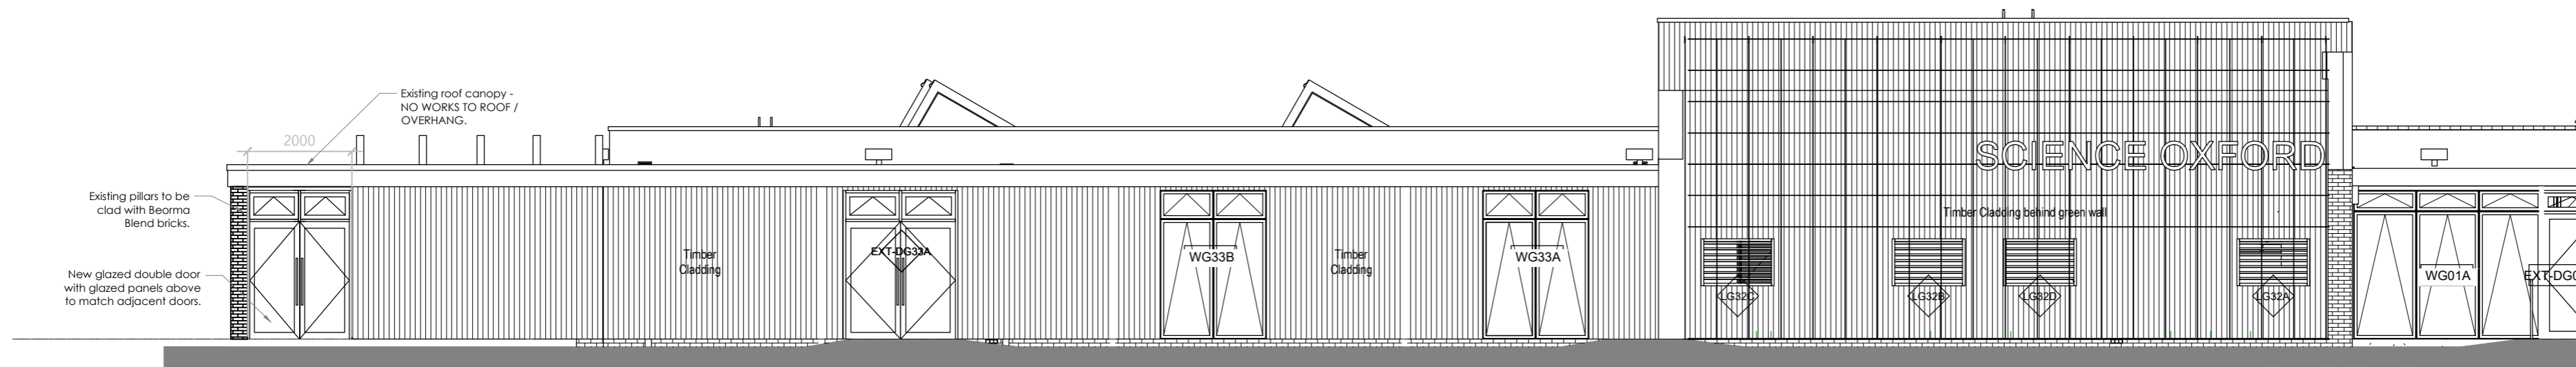 Existing roof canopy -
NO WORKS TO ROOF /
OVERHANG.
2000
Existing pillars to be
clad with Beorma
Blend bricks.
New glazed double door
with glazed panels above
to match adjacent doors.
Timber
Cladding
EXT-DG33A
WG33B
Timber
Cladding
WG33A
SCIENCE OXFORD
Timber Cladding behind green wall
LG32C
LG32B
LG32D
LG32A
WG01A